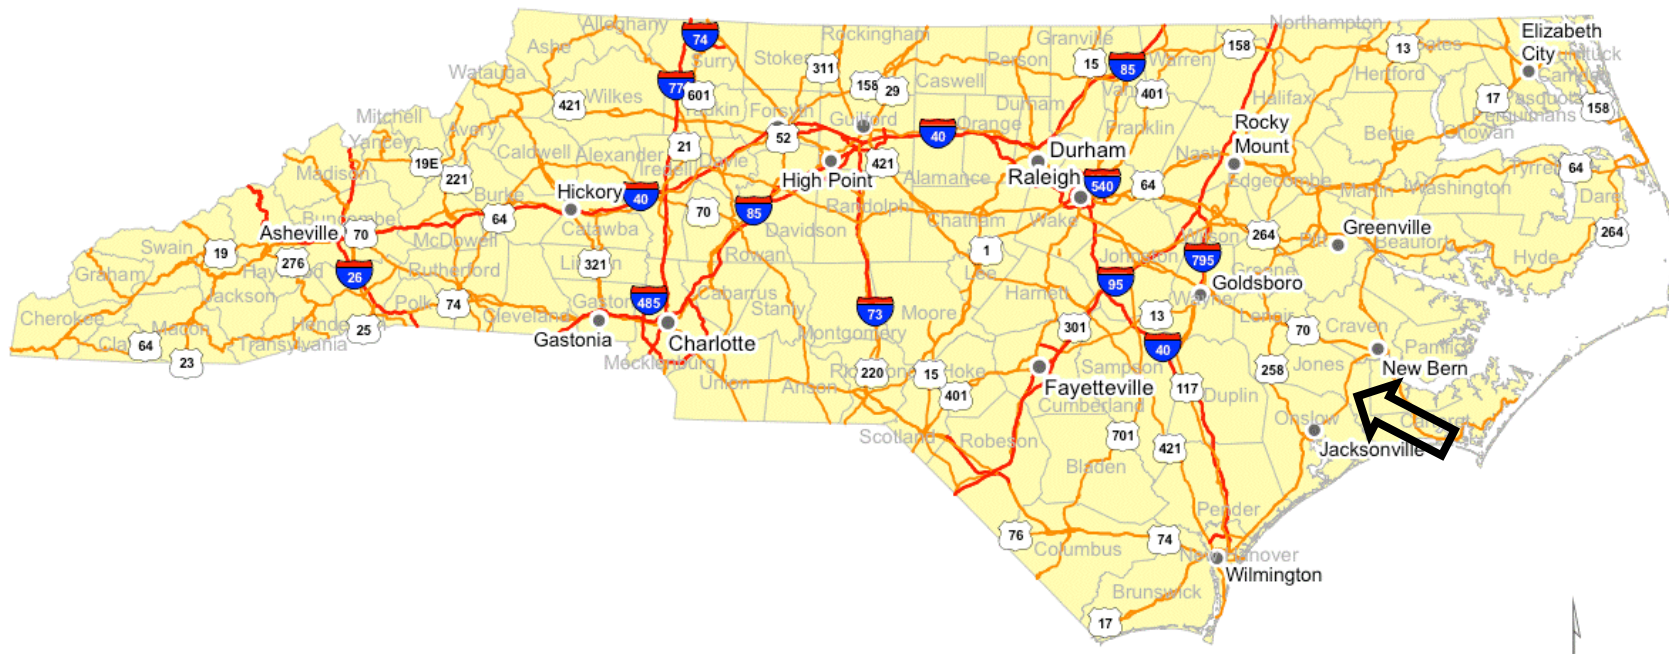 Alleghany
Northampton
Ashe
74
Rockingham
Granville
158
13
Gates
Elizabeth
City
Surry
Stokes
311
Person
15
85
Warren
Hertford
Camden
Watauga
77
601
158
29
Caswell
Vance
401
17
Pasquotank
158
421
Wilkes
Yadkin
Forsyth
Halifax
Perquimans
Mitchell
Durham
Rocky
Mount
Chowan
Yancey
Avery
52
Guilford
40
Orange
Franklin
Bertie
21
Caldwell
Alexander
Iredell
Davie
421
Durham
Nash
19E
Madison
221
High Point
Alamance
Raleigh
540
64
Edgecombe
Martin
Washington
Tyrrell
64
Dare
Burke
Hickory
40
Buncombe
64
70
85
Randolph
Chatham
Wake
Asheville
70
Catawba
Davidson
Wilson
264
Pitt
Greenville
264
Swain
19
McDowell
Rowan
1
Johnston
795
Beaufort
Hyde
276
Haywood
26
Rutherford
Lincoln
321
Lee
Greene
Graham
Jackson
Polk
74
Gaston
485
Cabarrus
Stanly
Harnett
95
Goldsboro
Wayne
Cherokee
Macon
Henderson
25
Cleveland
73
Moore
13
Lenoir
Clay
64
Transylvania
Gastonia
Charlotte
Montgomery
301
70
Craven
23
Mecklenburg
40
Pamlico
Union
Anson
Richmond
220
15
Hoke
Sampson
258
Jones
New Bern
401
Fayetteville
117
Duplin
Cumberland
Onslow
Carteret
Scotland
Robeson
701
421
Jacksonville
Bladen
Pender
76
Columbus
74
New Hanover
Wilmington
Brunswick
17